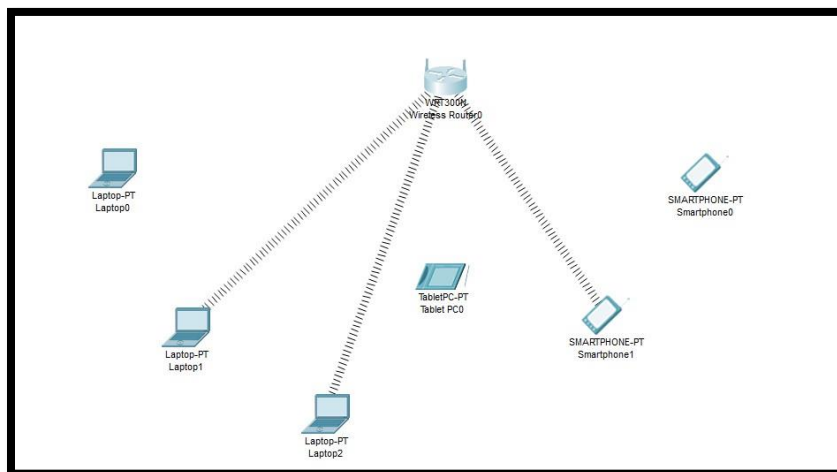 WRT300N
Wireless Router0
Laptop-PT
Laptop0
SMARTPHONE-PT
Smartphone0
TabletPC-PT
Tablet PC0
Laptop-PT
Laptop1
SMARTPHONE-PT
Smartphone1
Laptop-PT
Laptop2